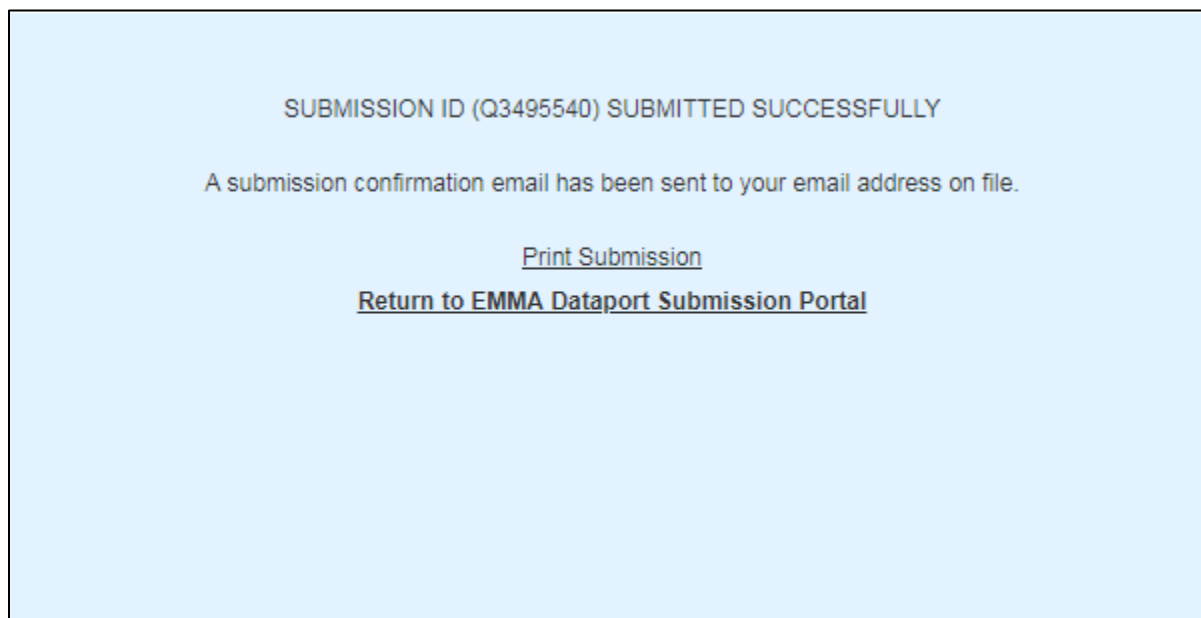 SUBMISSION ID (Q3495540) SUBMITTED SUCCESSFULLY
A submission confirmation email has been sent to your email address on file.
Print Submission
Return to EMMA Dataport Submission Portal